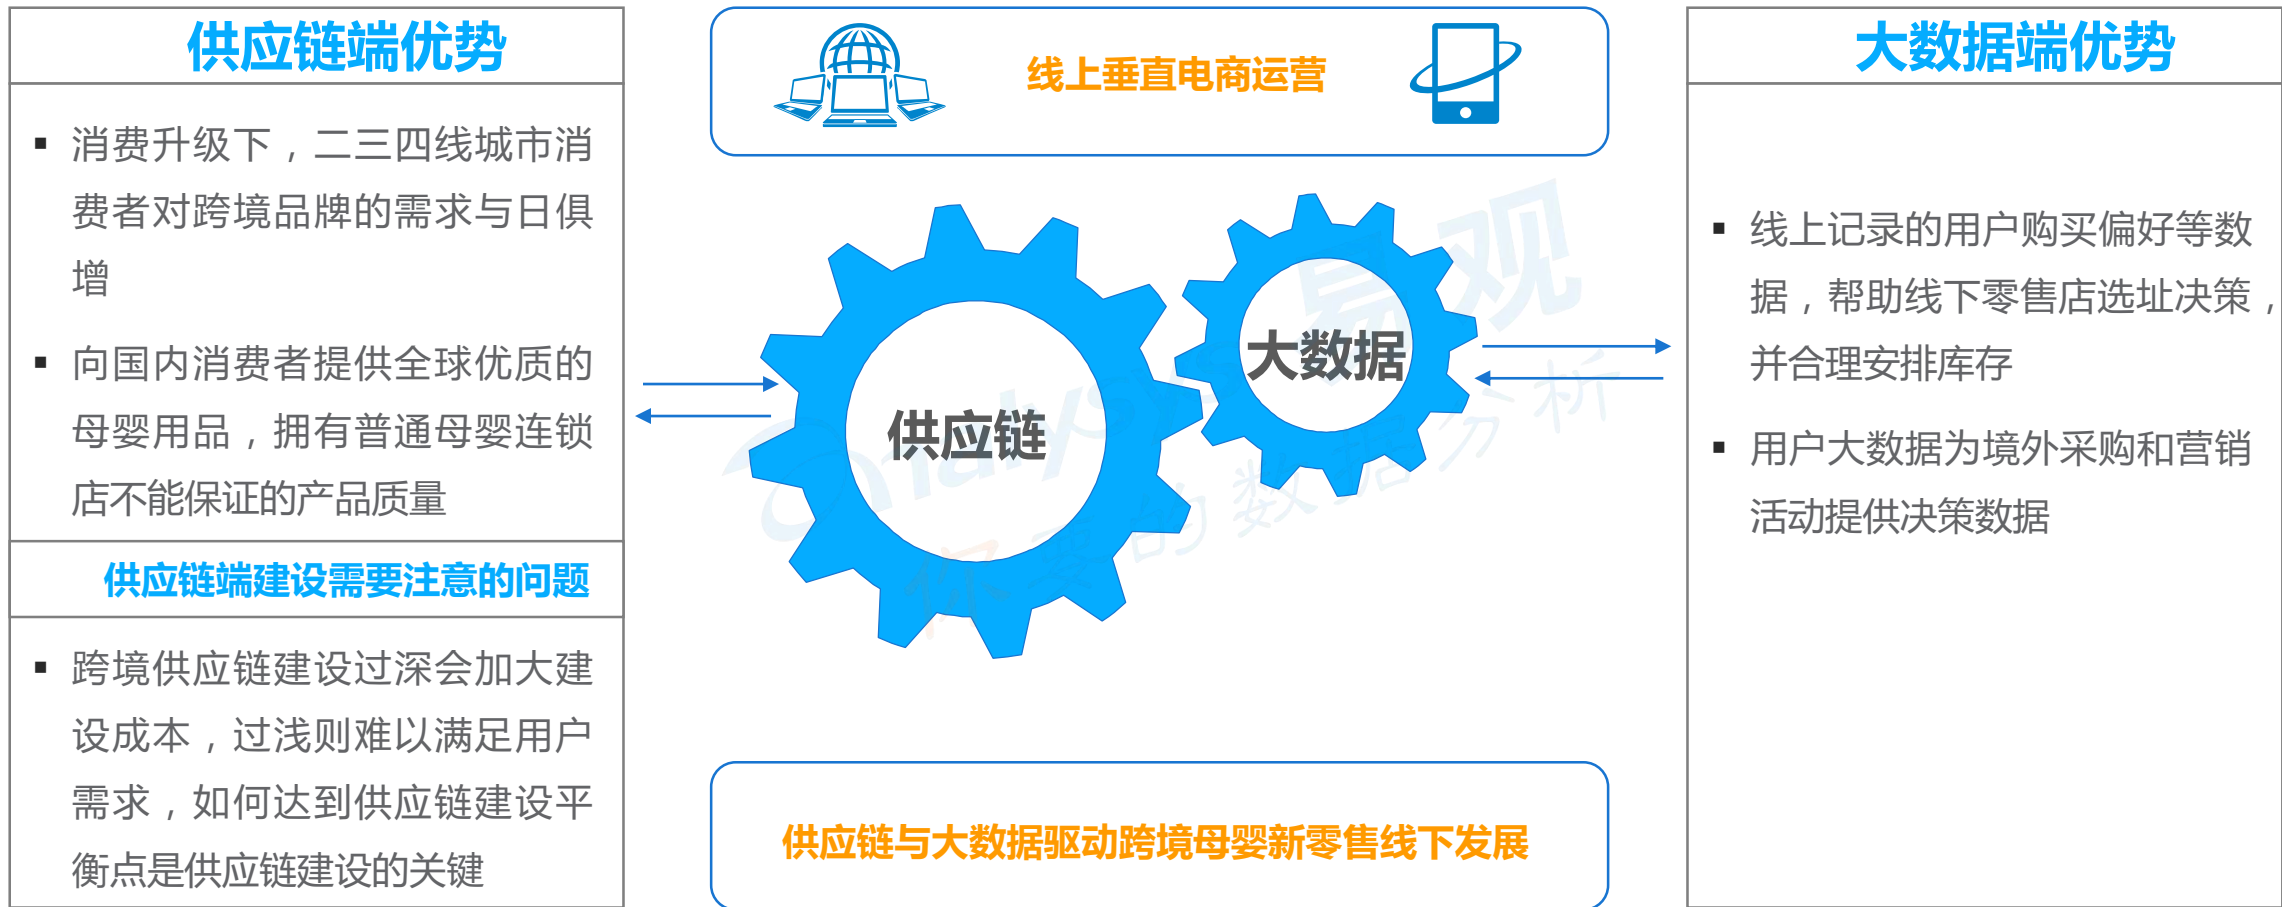 供应链端优势
消费升级下，二三四线城市消
费者对跨境品牌的需求与日俱
增
向国内消费者提供全球优质的
母婴用品，拥有普通母婴连锁
店不能保证的产品质量
供应链端建设需要注意的问题
跨境供应链建设过深会加大建
设成本，过浅则难以满足用户
需求，如何达到供应链建设平
衡点是供应链建设的关键
线上垂直电商运营
供应链
大数据
Analysys 易观
你要的数据分析
供应链与大数据驱动跨境母婴新零售线下发展
大数据端优势
线上记录的用户购买偏好等数
据，帮助线下零售店选址决策，
并合理安排库存
用户大数据为境外采购和营销
活动提供决策数据